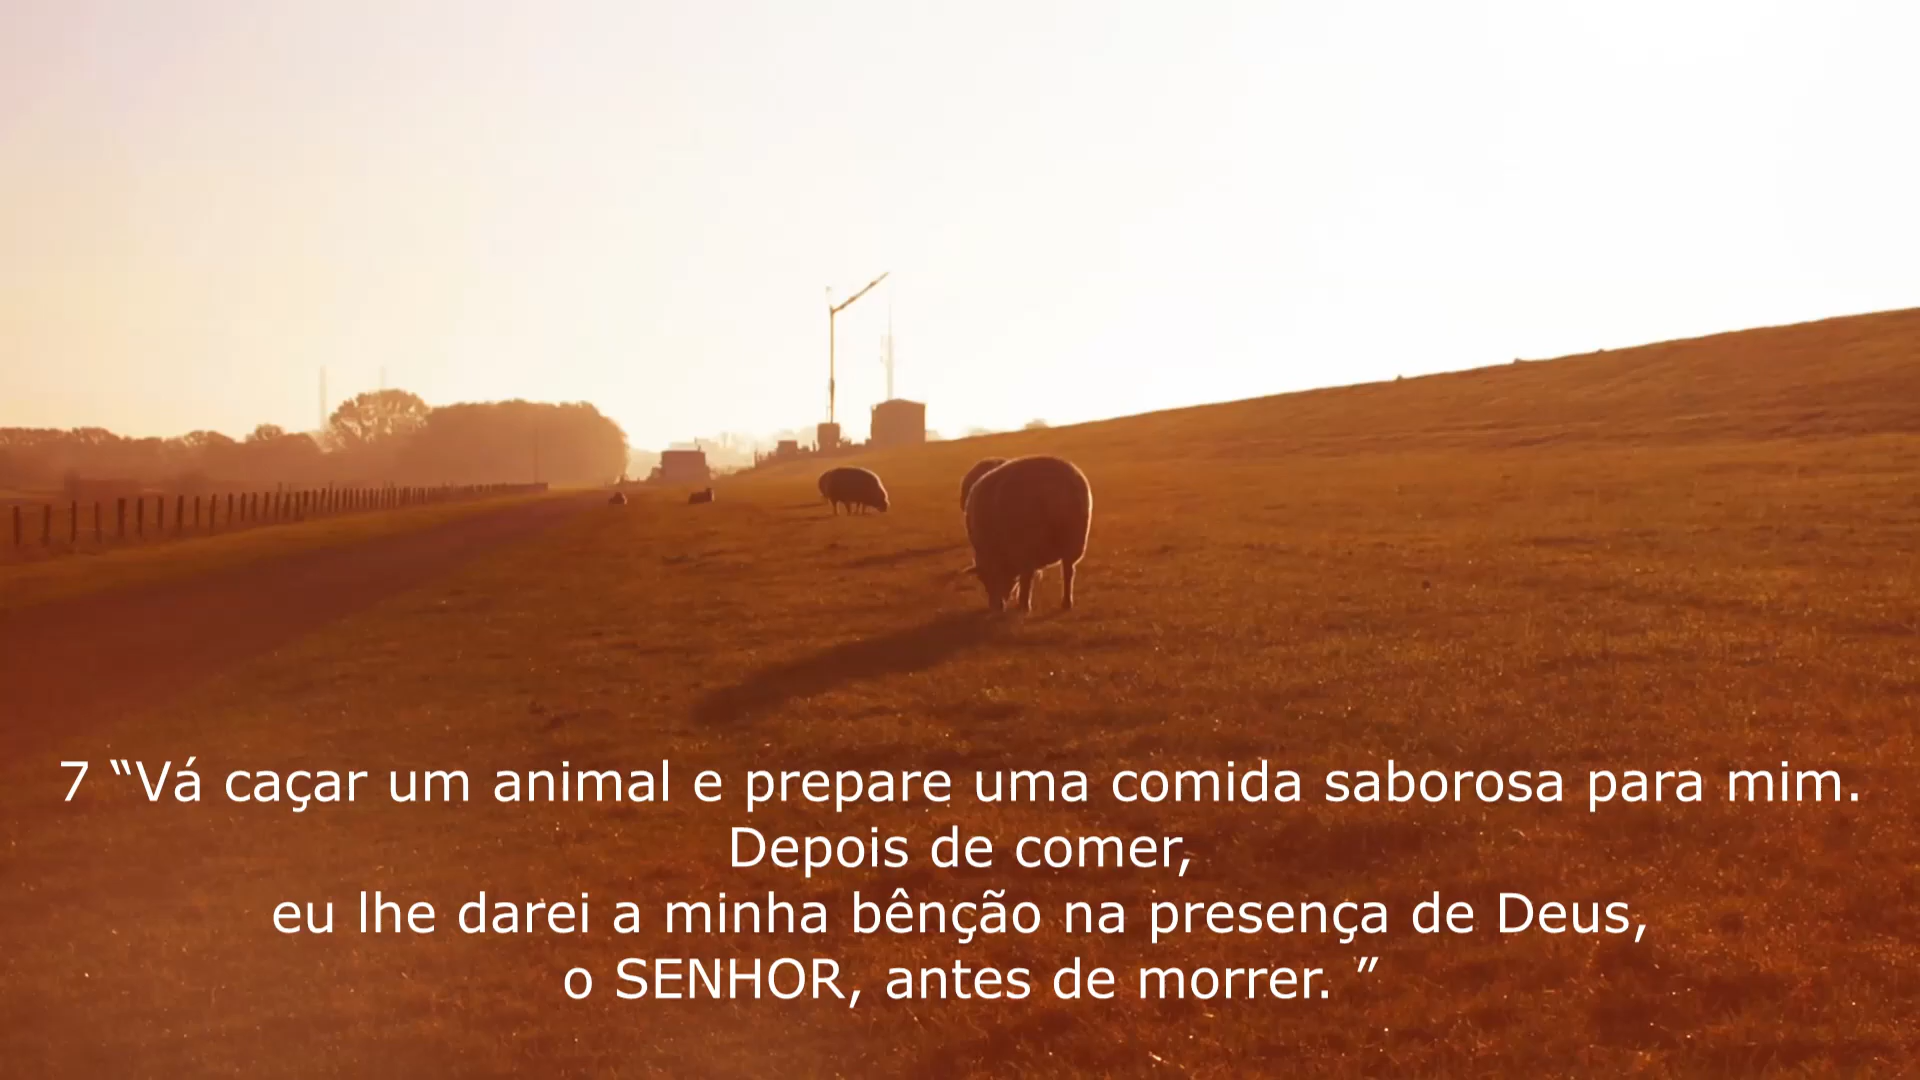 7 “Vá caçar um animal e prepare uma comida saborosa para mim.
Depois de comer,
eu lhe darei a minha bênção na presença de Deus,
o SENHOR, antes de morrer. ”